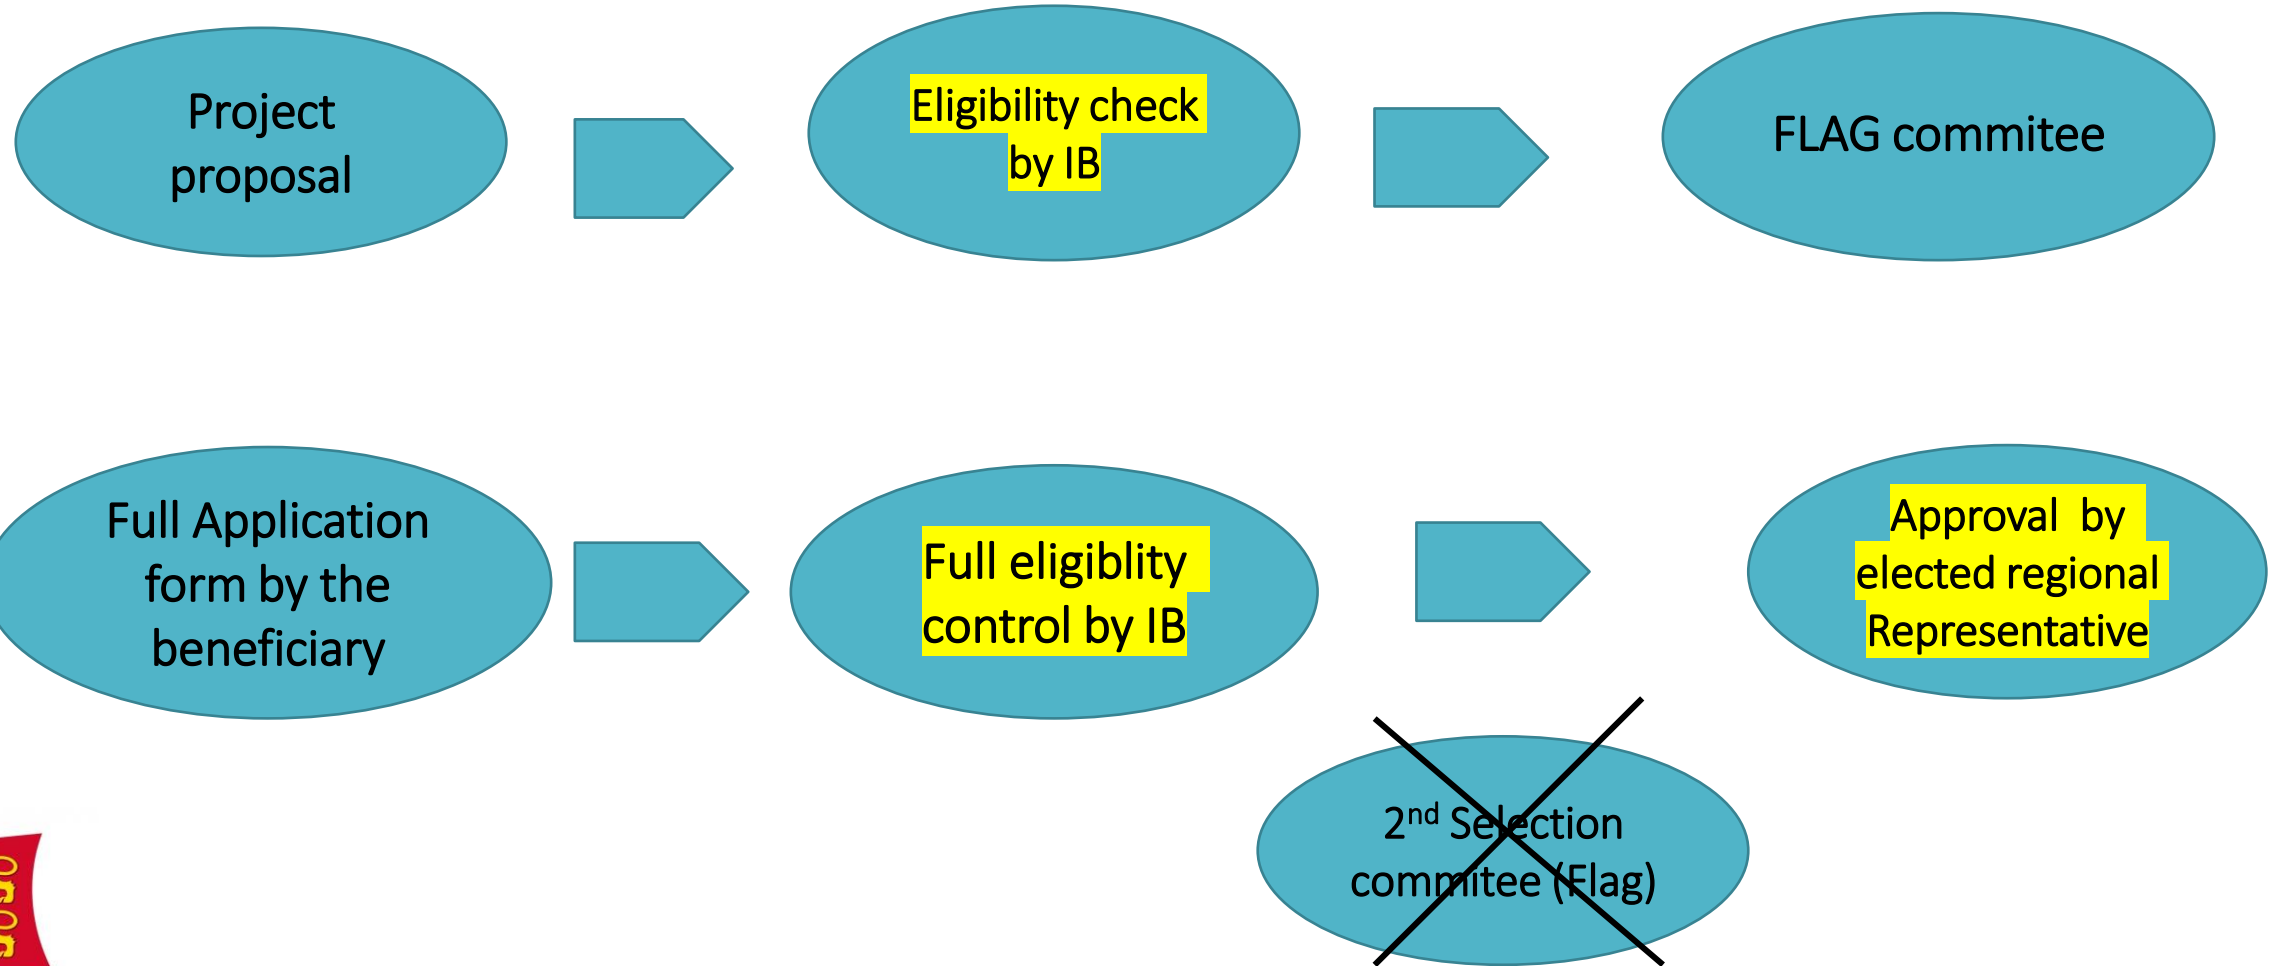 Project
proposal
Eligibility check
by IB
FLAG commitee
Full Application
form by the
beneficiary
Full eligiblity
control by IB
Approval by
elected regional
Representative
2nd Selection
commitee (Flag)